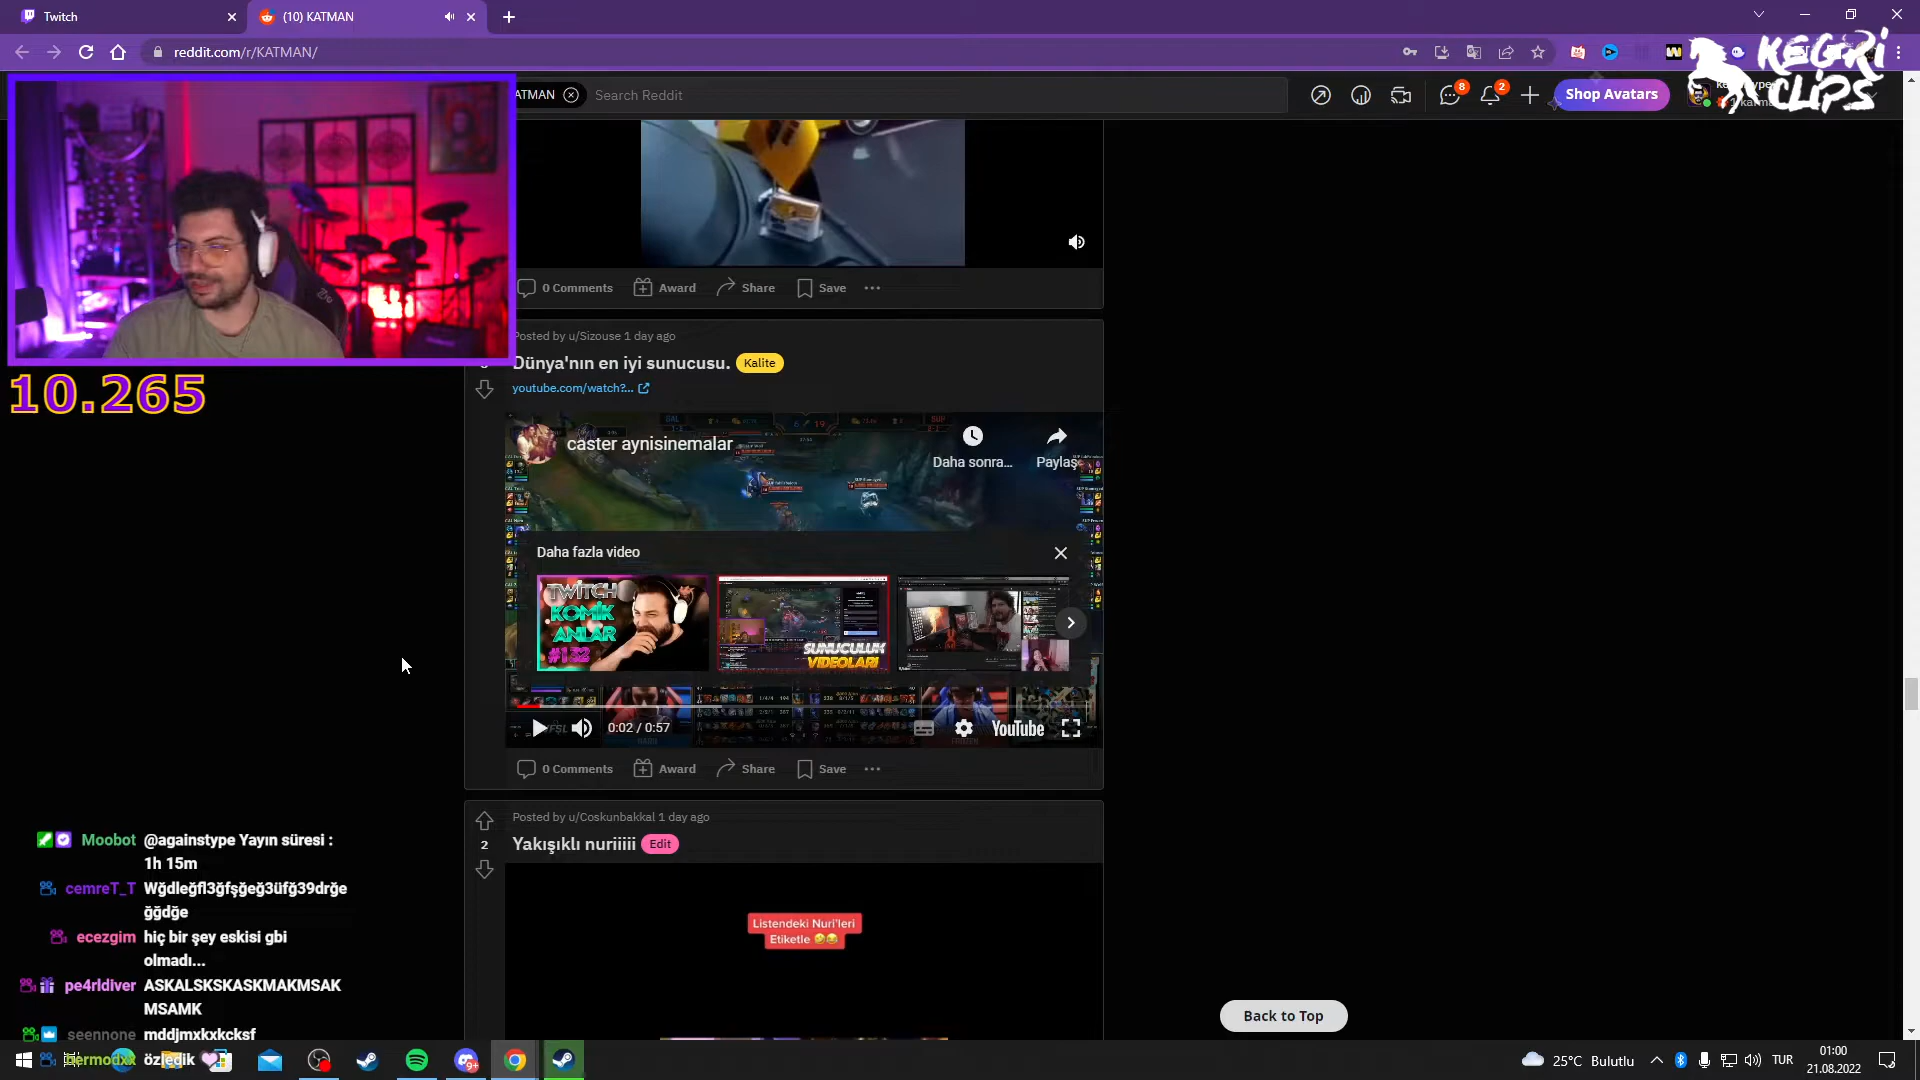 Twitch
(10) KATMAN
reddit.com/r/KATMAN/
KEGRİ
CLIPS
ATMAN
Search Reddit
8
2
Shop Avatars
0 Comments Award Share Save
Posted by u/Sizouse 1 day ago
Dünya'nın en iyi sunucusu. Kalite
youtube.com/watch?...
10.265
caster aynisinemalar
Daha sonra... Paylaş
Daha fazla video
TWITCH
KOMİK
ANLAR
#132
SUNUCULUK
VİDEOLARI
0:02 / 0:57
YouTube
0 Comments Award Share Save
Posted by u/Coskunbakkal 1 day ago
2
Yakışıklı nuriiiii Edit
Listendeki Nuri'leri
Etiketle
Back to Top
Moobot @againstype Yayın süresi :
1h 15m
cemreT_T Wğdleğfl3ğfşğeğ3üfğ39drğe
ğğdğe
ecezgim hiç bir şey eskisi gbi
olmadı...
pe4rldiver ASKALSKSKASKMAKMSAK
MSAMK
seennone mddjmxkxkcksf
özledik
25°C Bulutlu
TUR
01:00
21.08.2022